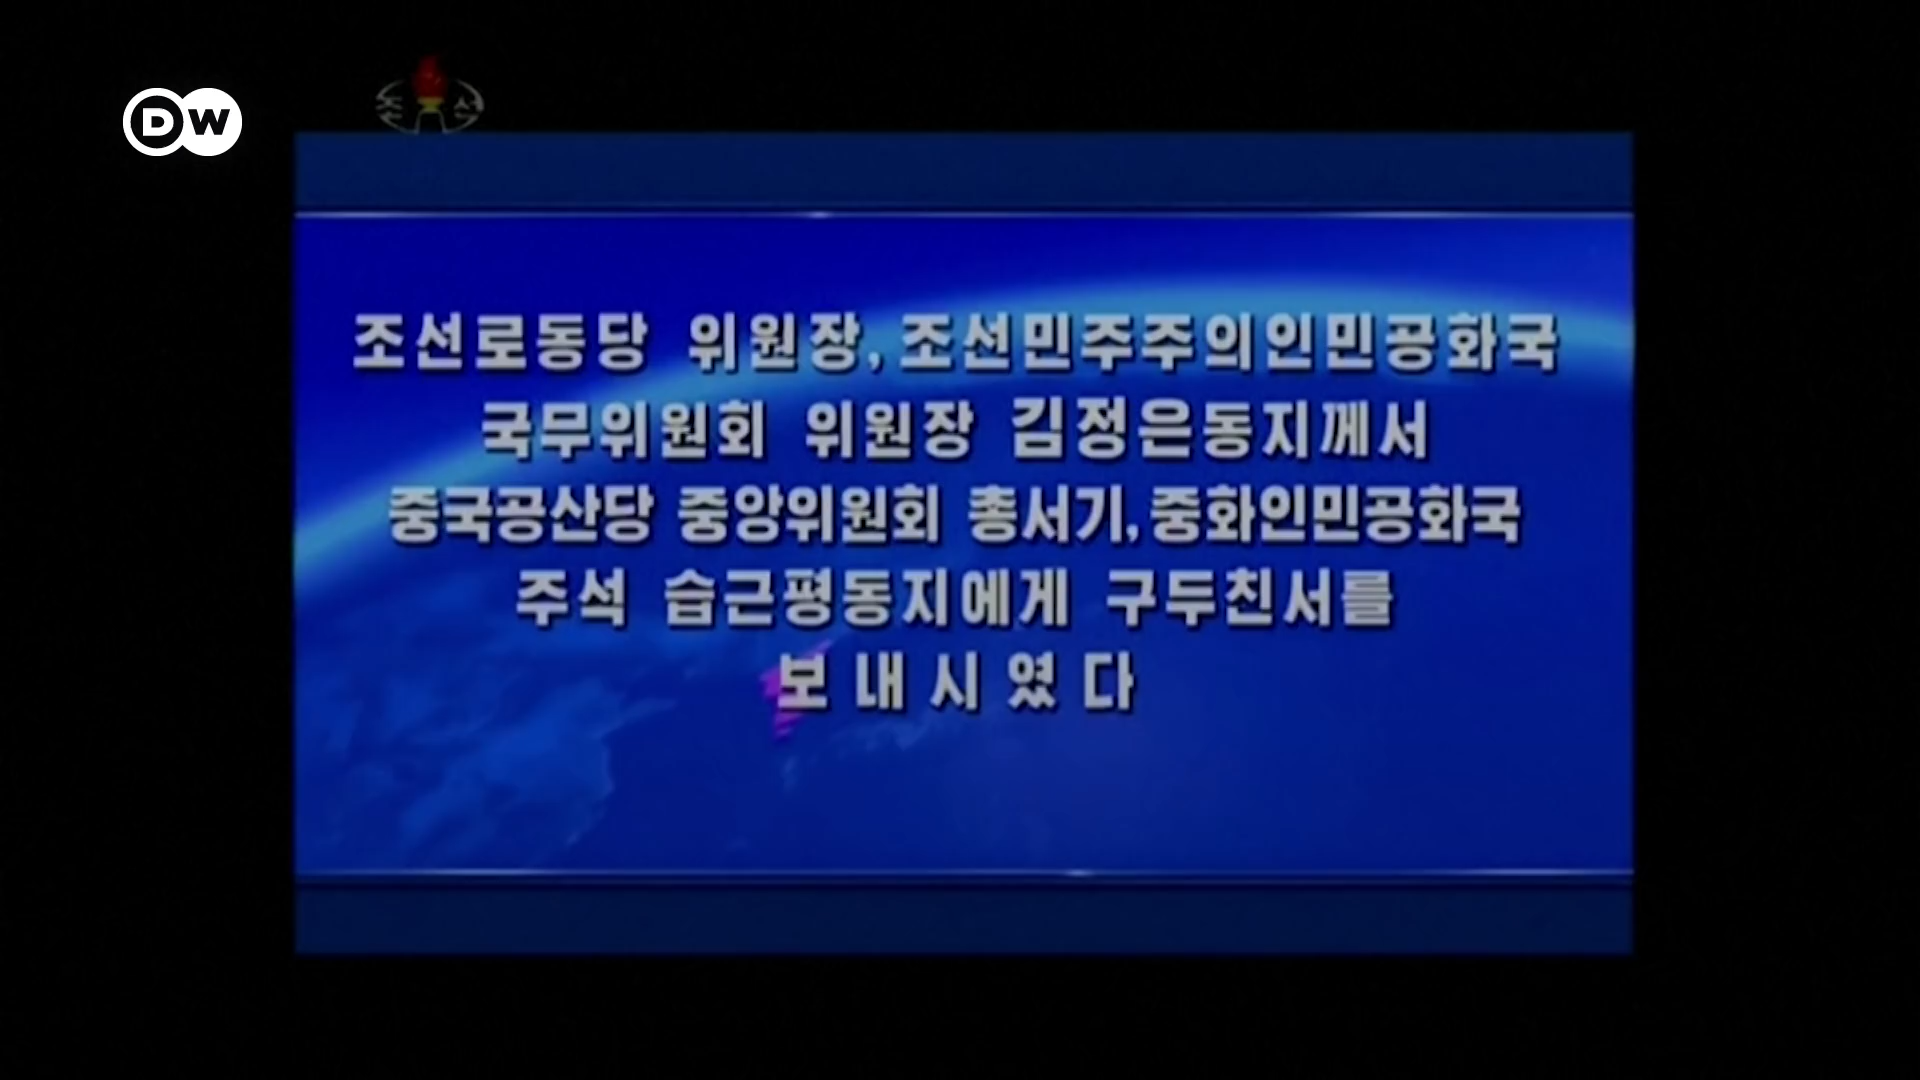 DW
조선
조선로동당 위원장, 조선민주주의인민공화국
국무위원회 위원장 김정은동지께서
중국공산당 중앙위원회 총서기, 중화인민공화국
주석 습근평동지에게 구두친서를
보내시였다